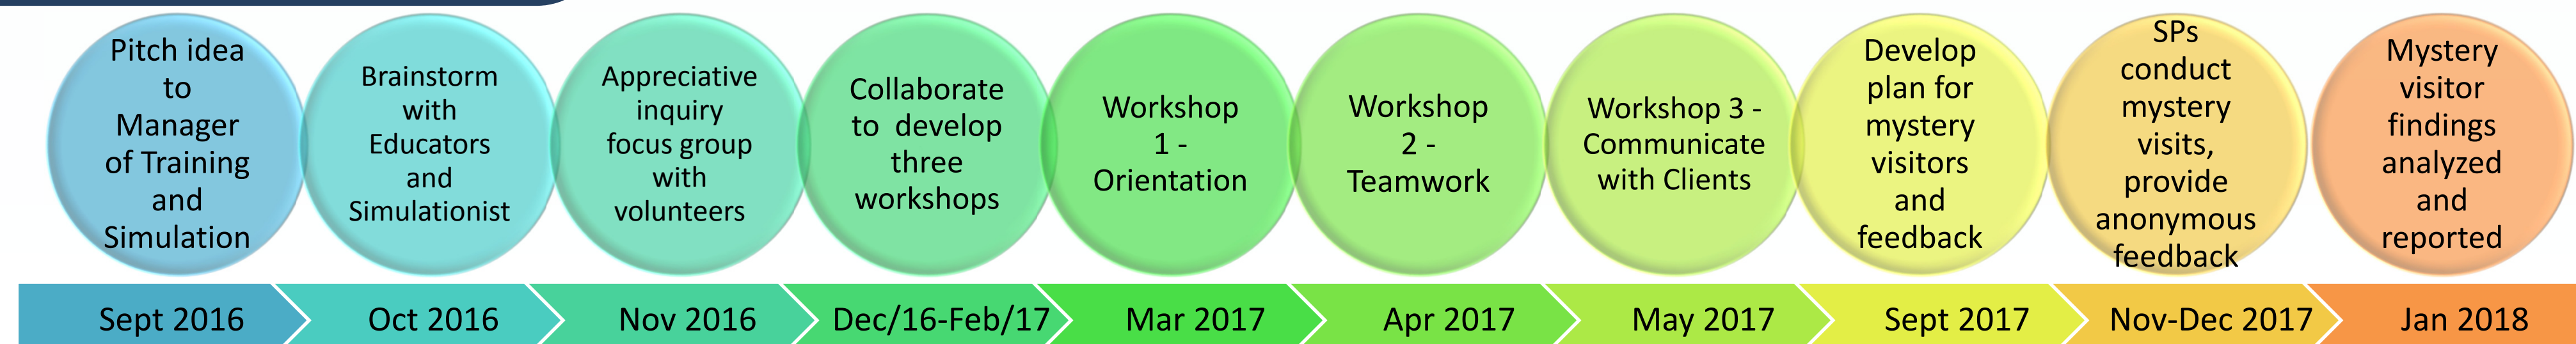 Pitch idea
to
Manager
of Training
and
Simulation
Brainstorm
with
Educators
and
Simulationist
Appreciative
inquiry
focus group
with
volunteers
Collaborate
to develop
three
workshops
Workshop
1 -
Orientation
Workshop
2 -
Teamwork
Workshop 3 -
Communicate
with Clients
Develop
plan for
mystery
visitors
and
feedback
SPs
conduct
mystery
visits,
provide
anonymous
feedback
Mystery
visitor
findings
analyzed
and
reported
Sept 2016
Oct 2016
Nov 2016
Dec/16-Feb/17
Mar 2017
Apr 2017
May 2017
Sept 2017
Nov-Dec 2017
Jan 2018